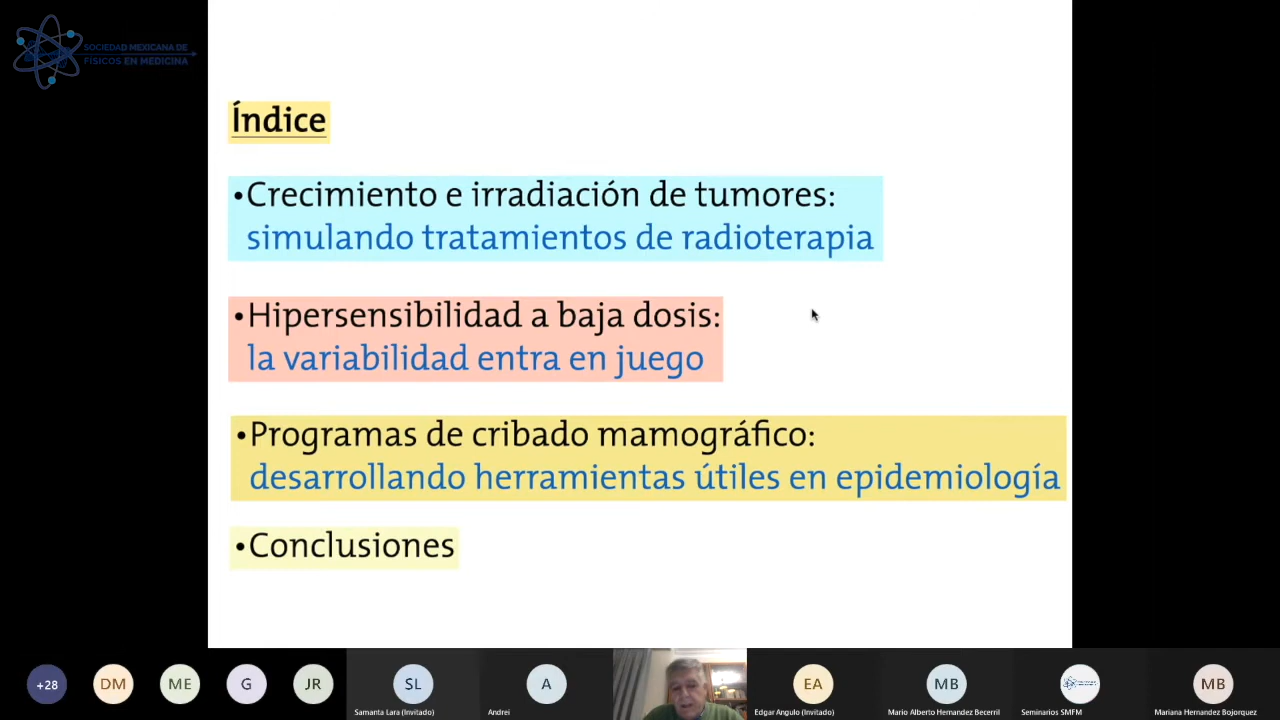 SOCIEDAD MEXICANA DE
FÍSICOS EN MEDICINA
Índice
•Crecimiento e irradiación de tumores:
simulando tratamientos de radioterapia
•Hipersensibilidad a baja dosis:
la variabilidad entra en juego
•Programas de cribado mamográfico:
desarrollando herramientas útiles en epidemiología
•Conclusiones
+28
DM
ME
G
JR
SL
A
EA
MB
MB
Samanta Lara (Invitado)
Andrei
Edgar Angulo (Invitado)
Mario Alberto Hernandez Becerril
Seminarios SMFM
Mariana Hernandez Bojorquez